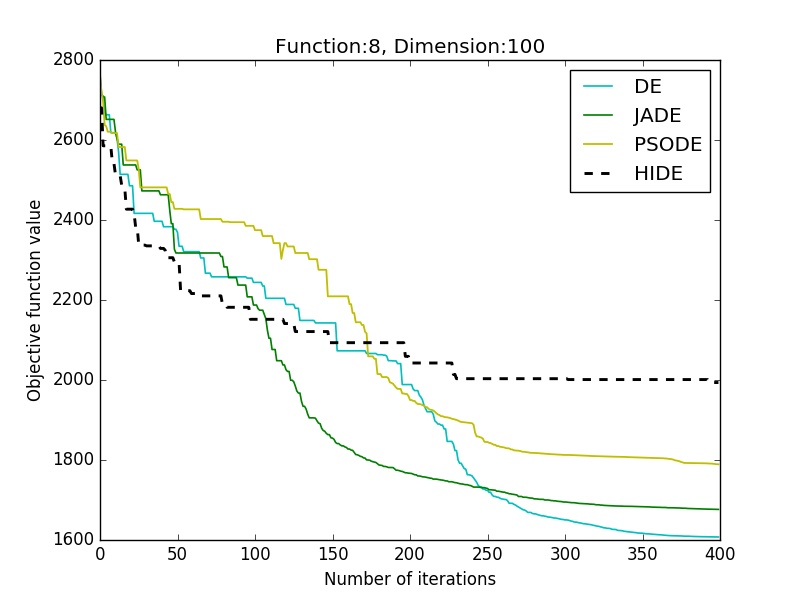 Function:8, Dimension:100
2800
2600
2400
2200
2000
1800
1600
Objective function value
0 50 100 150 200 250 300 350 400
Number of iterations
DE
JADE
PSODE
HIDE